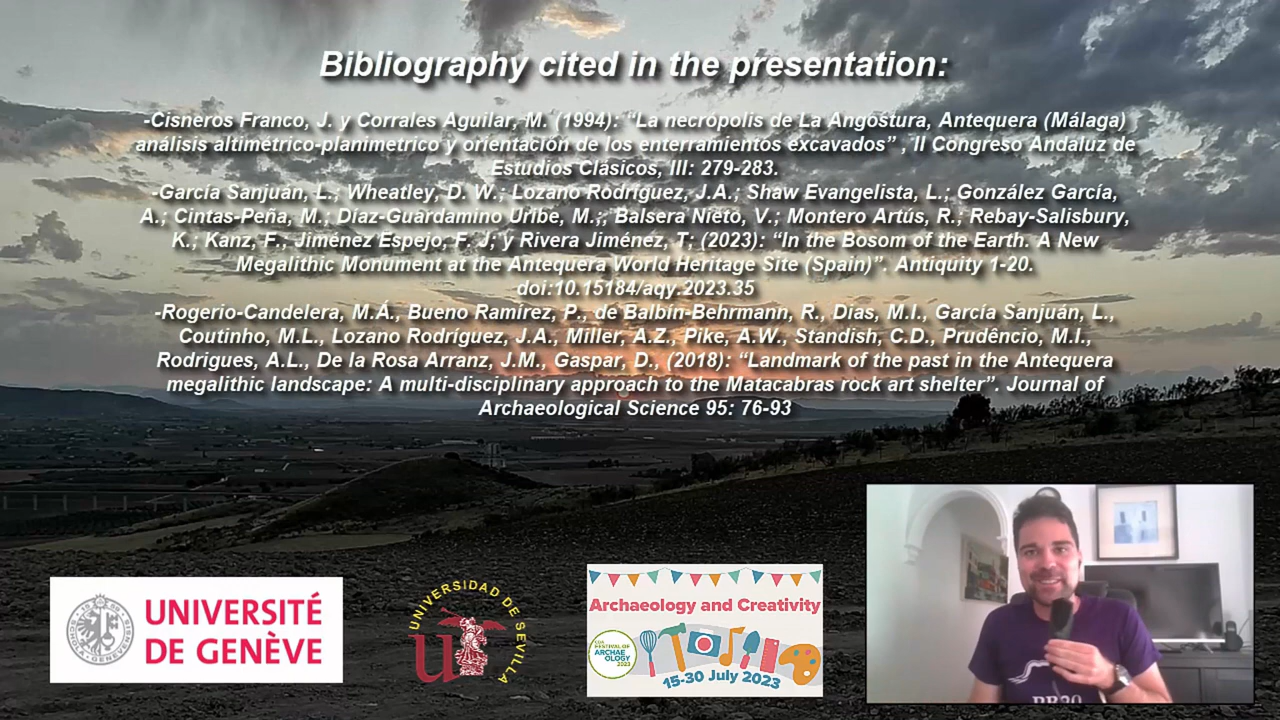 Bibliography cited in the presentation:
-Cisneros Franco, J. y Corrales Aguilar, M. (1994): “La necrópolis de La Angostura, Antequera (Málaga)
análisis altimétrico-planimetrico y orientación de los enterramientos excavados” , II Congreso Andaluz de
Estudios Clásicos, III: 279-283.
-García Sanjuán, L.; Wheatley, D. W.; Lozano Rodríguez, J.A.; Shaw Evangelista, L.; González García,
A.; Cintas-Peña, M.; Díaz-Guardamino Uribe, M.;; Balsera Nieto, V.; Montero Artús, R.; Rebay-Salisbury,
K.; Kanz, F.; Jiménez Espejo, F. J; y Rivera Jiménez, T; (2023): “In the Bosom of the Earth. A New
Megalithic Monument at the Antequera World Heritage Site (Spain)”. Antiquity 1-20.
doi:10.15184/aqy.2023.35
-Rogerio-Candelera, M.Á., Bueno Ramírez, P., de Balbín-Behrmann, R., Dias, M.I., García Sanjuán, L.,
Coutinho, M.L., Lozano Rodríguez, J.A., Miller, A.Z., Pike, A.W., Standish, C.D., Prudêncio, M.I.,
Rodrigues, A.L., De la Rosa Arranz, J.M., Gaspar, D., (2018): “Landmark of the past in the Antequera
megalithic landscape: A multi-disciplinary approach to the Matacabras rock art shelter”. Journal of
Archaeological Science 95: 76-93
UNIVERSITÉ
DE GENÈVE
UNIVERSIDAD DE SEVILLA
Archaeology and Creativity
FESTIVAL OF
ARCHAE
OLOGY
2023
15-30 July 2023